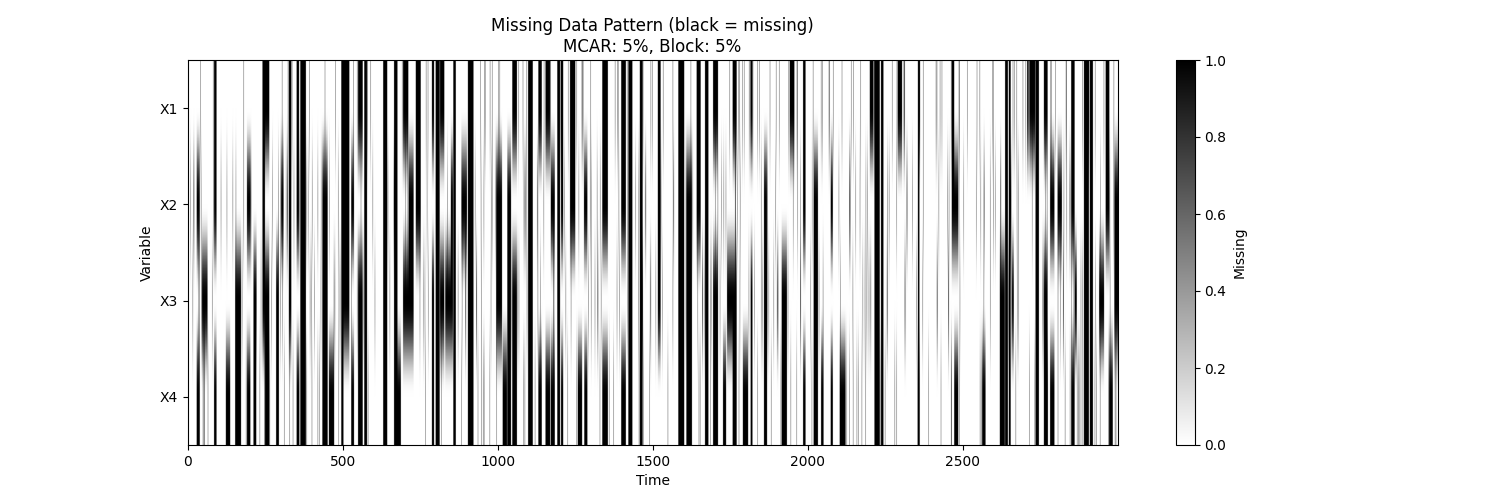 Missing Data Pattern (black = missing)
MCAR: 5%, Block: 5%
Variable
X1
X2
X3
X4
0 500 1000 1500 2000 2500
Time
1.0
0.8
0.6
0.4
0.2
0.0
Missing